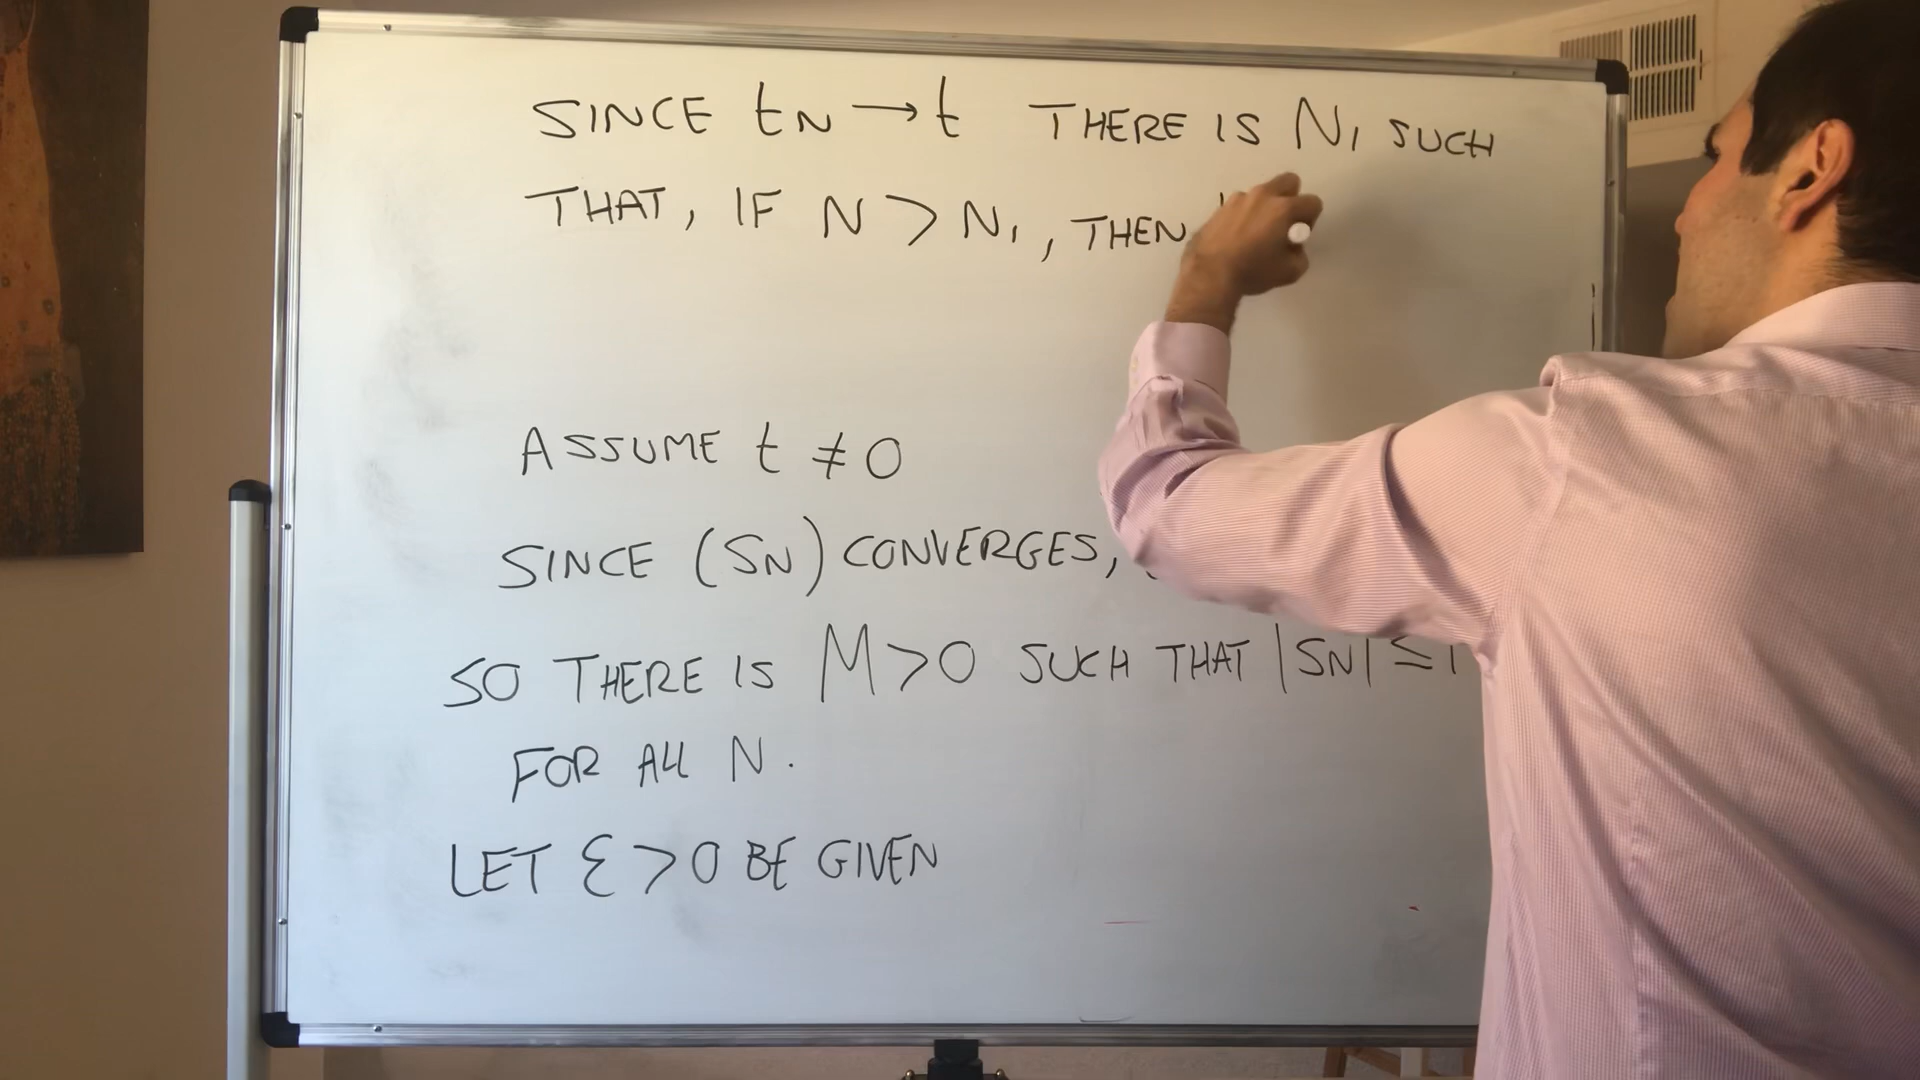 SINCE tN → t THERE IS N1 SUCH
THAT, IF N > N1, THEN
ASSUME t ≠ 0
SINCE (SN) CONVERGES,
SO THERE IS M>0 SUCH THAT |SN| ≤
FOR ALL N.
LET ε>0 BE GIVEN